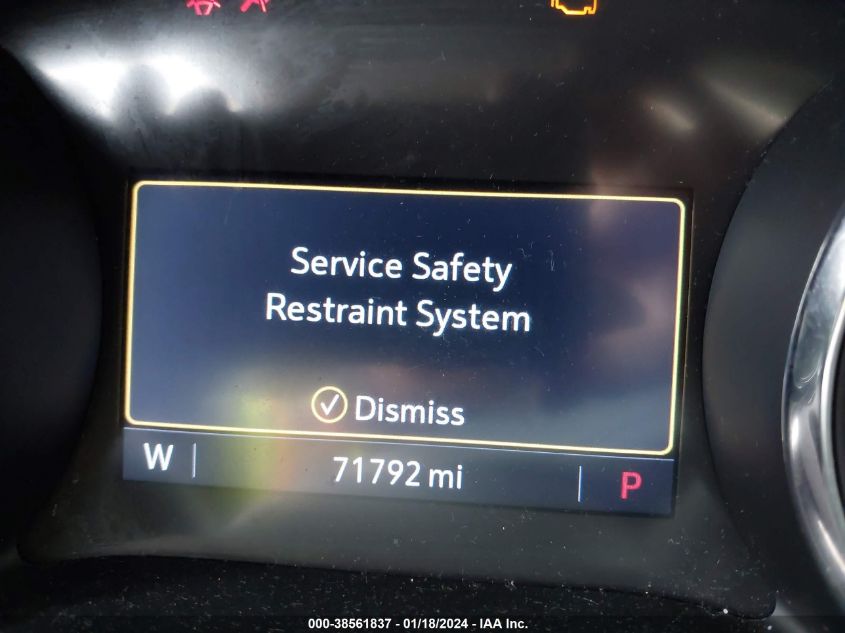 Service Safety
Restraint System
Dismiss
W 71792 mi P
000-38561837 - 01/18/2024 - IAA Inc.